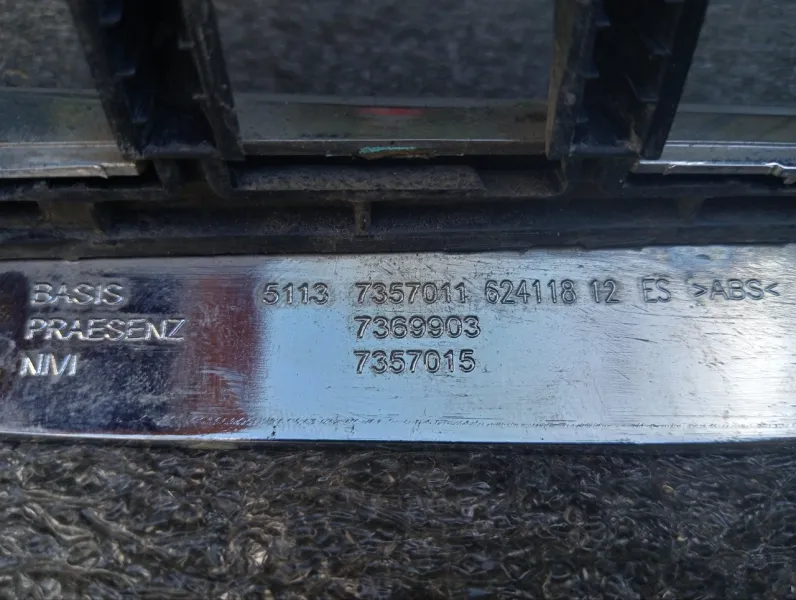 BASIS 5113 7357011 624118 12 ES >ABS<
PRAESENZ 7369903
NIVI 7357015